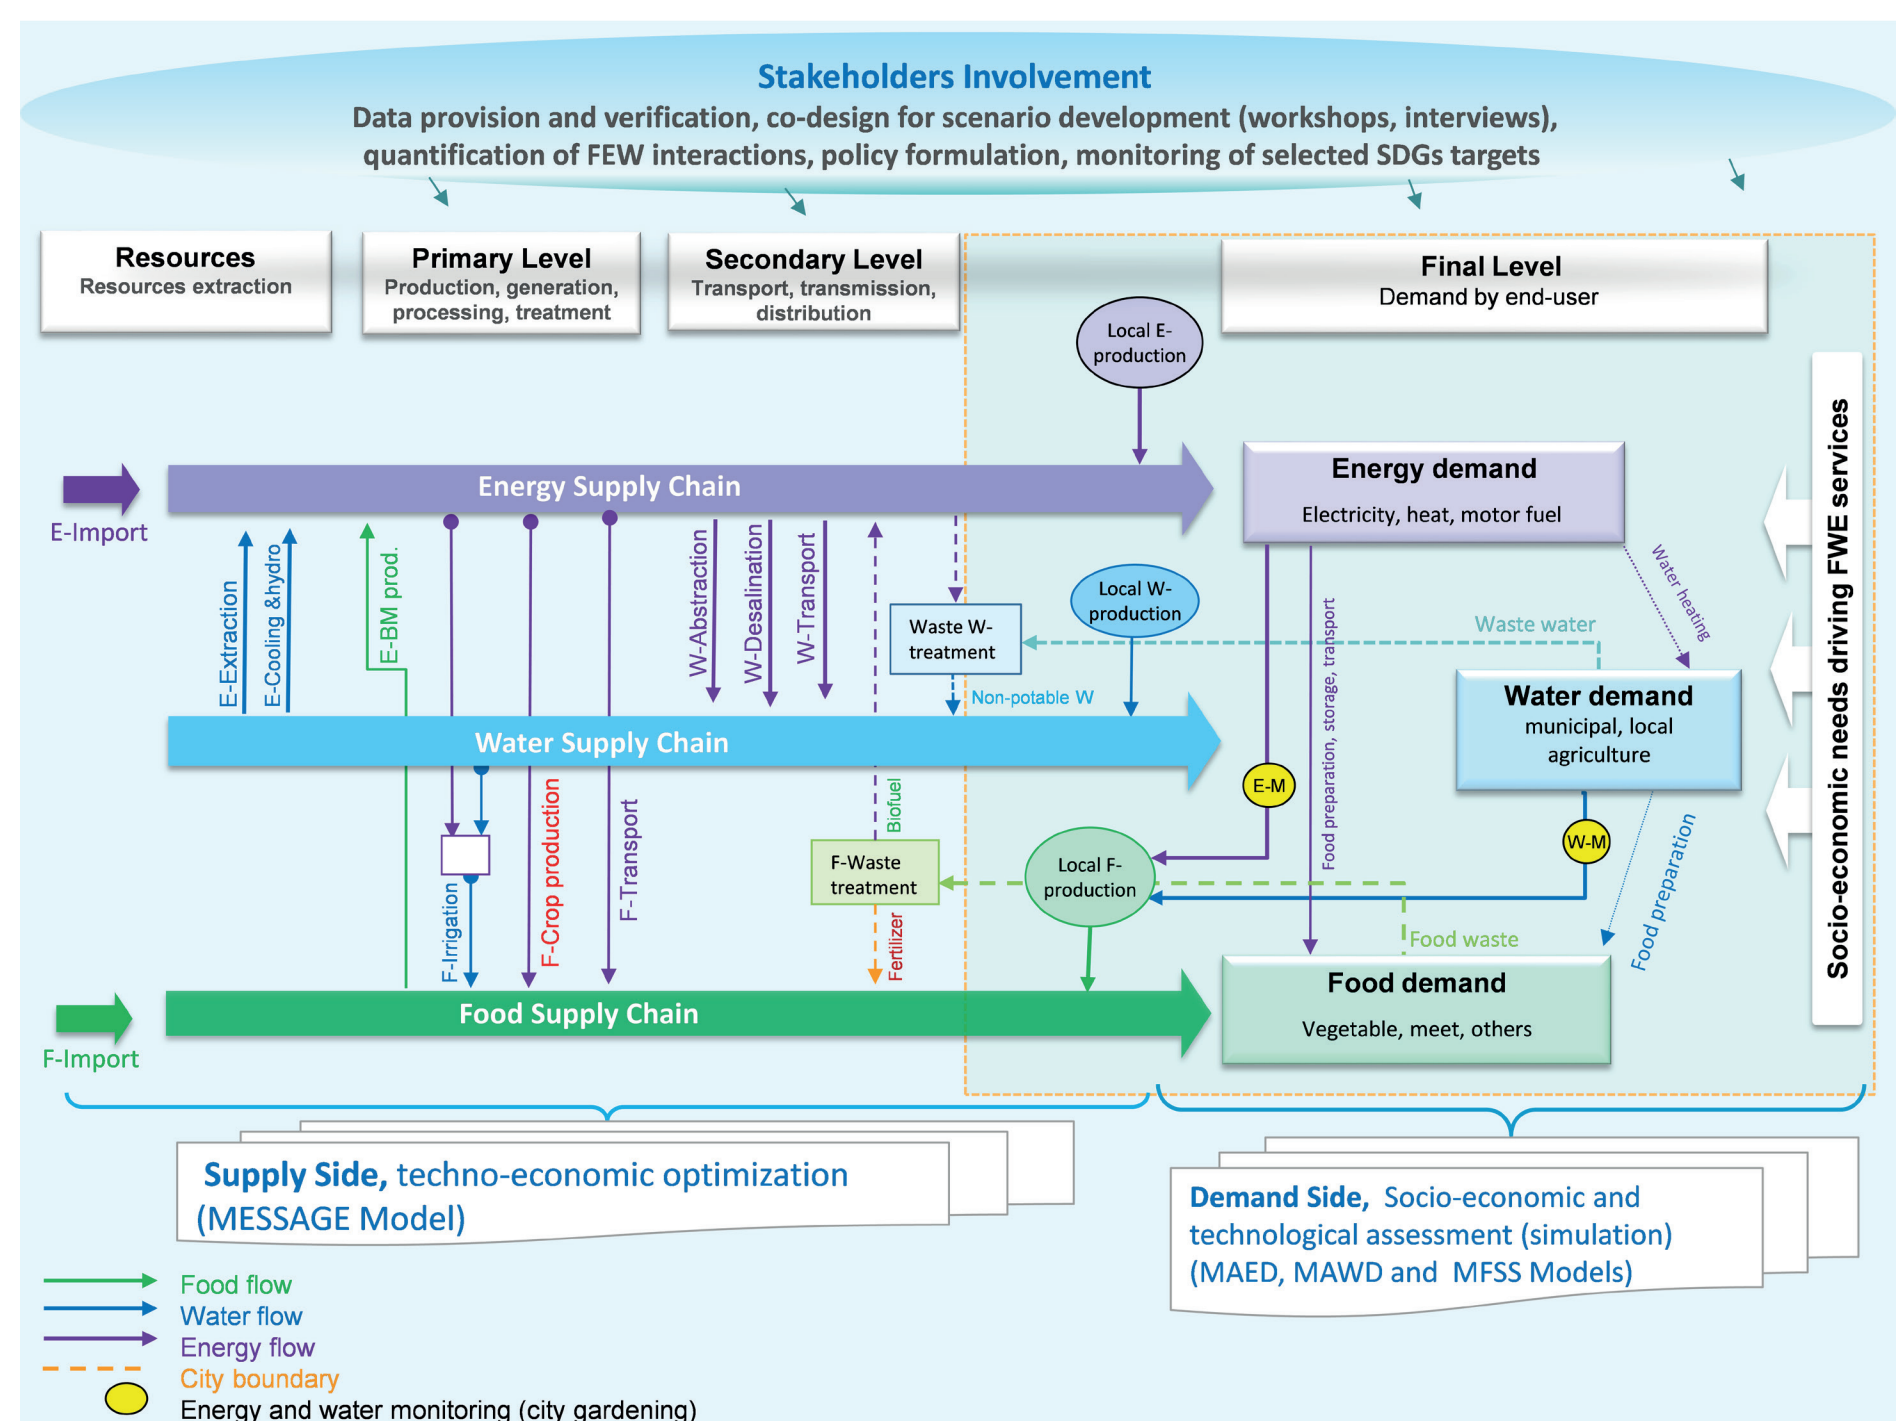 Stakeholders Involvement
Data provision and verification, co-design for scenario development (workshops, interviews),
quantification of FEW interactions, policy formulation, monitoring of selected SDGs targets
Resources
Resources extraction
Primary Level
Production, generation,
processing, treatment
Secondary Level
Transport, transmission,
distribution
Final Level
Demand by end-user
Local E-
production
E-Import
Energy Supply Chain
Energy demand
Electricity, heat, motor fuel
Socio-economic needs driving FWE services
E-Extraction
E-Cooling &hydro
E-BM prod.
W-Abstraction
W-Desalination
W-Transport
Waste W-
treatment
Non-potable W
Local W-
production
Food preparation, storage, transport
Waste water
Water heating
Water Supply Chain
Water demand
municipal, local
agriculture
E-M
W-M
F-Irrigation
F-Crop production
F-Transport
Biofuel
F-Waste
treatment
Fertilizer
Local F-
production
Food waste
Food preparation
F-Import
Food Supply Chain
Food demand
Vegetable, meet, others
Supply Side, techno-economic optimization
(MESSAGE Model)
Demand Side, Socio-economic and
technological assessment (simulation)
(MAED, MAWD and MFSS Models)
Food flow
Water flow
Energy flow
City boundary
Energy and water monitoring (city gardening)